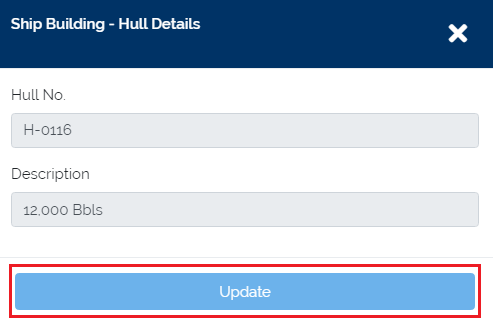 Ship Building - Hull Details
Hull No.
H-0116
Description
12,000 Bbls
Update